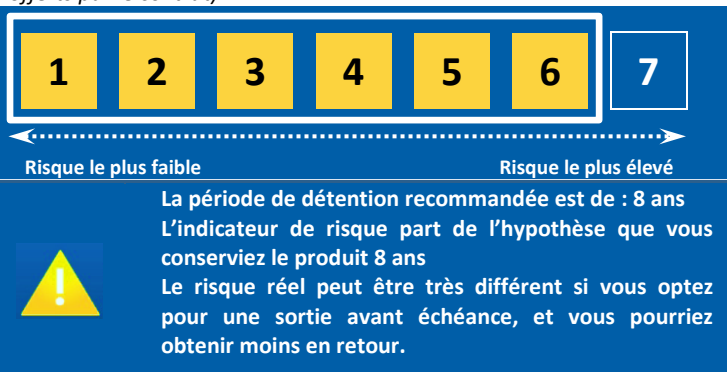 1 2 3 4 5 6 7
Risque le plus faible Risque le plus élevé
La période de détention recommandée est de : 8 ans
L'indicateur de risque part de l'hypothèse que vous
conserviez le produit 8 ans
Le risque réel peut être très différent si vous optez
pour une sortie avant échéance, et vous pourriez
obtenir moins en retour.